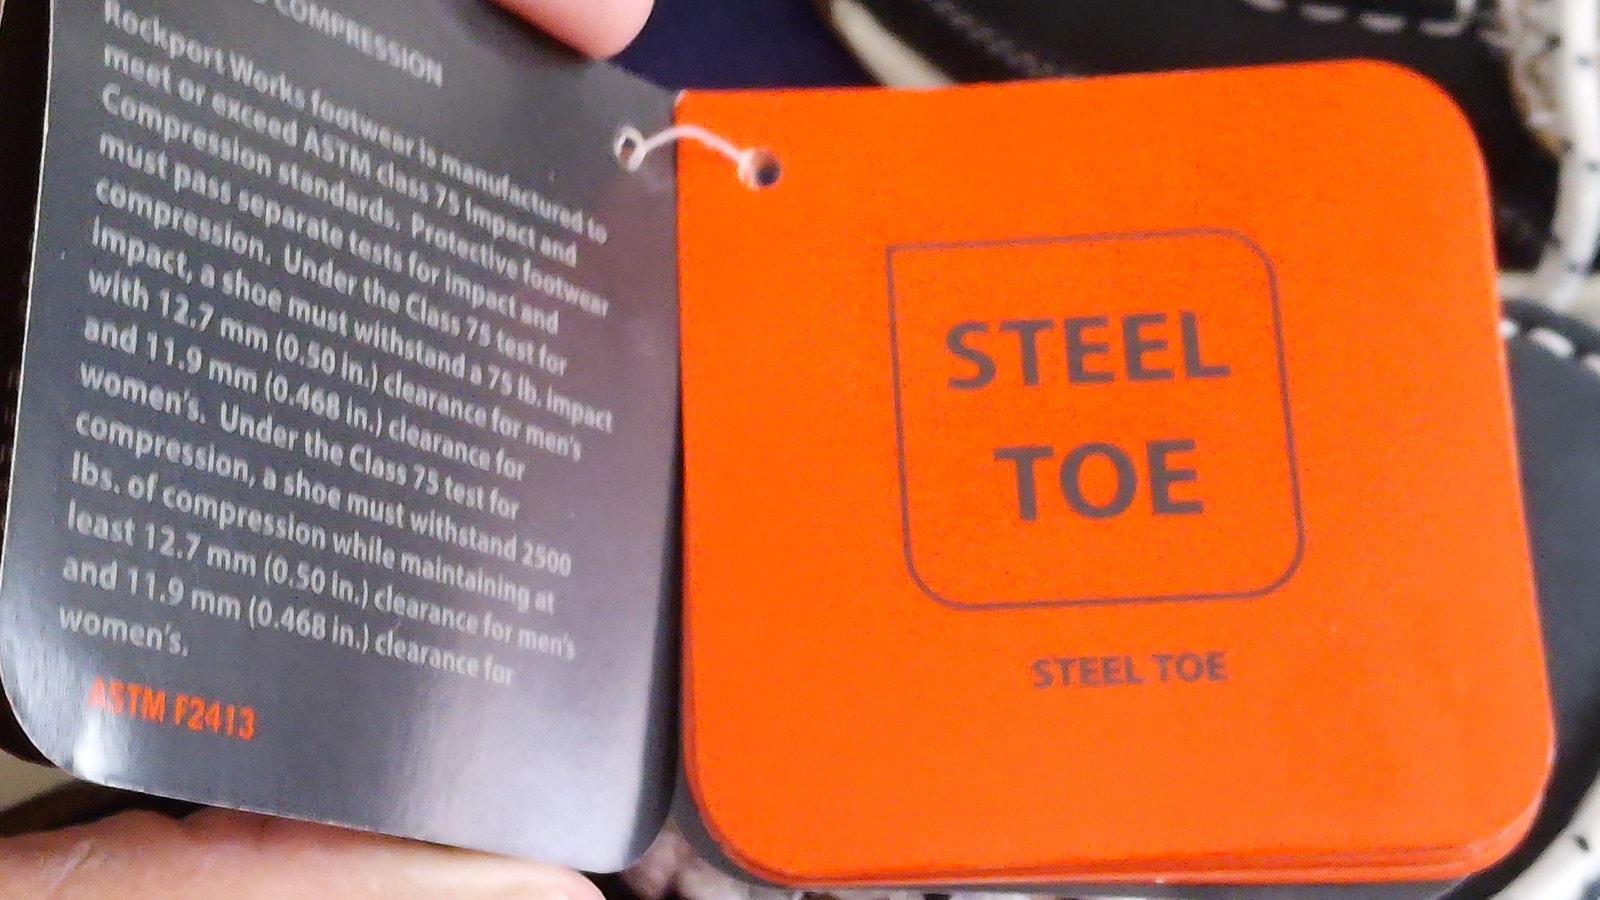 COMPRESSION
Rockport Works footwear is manufactured to
meet or exceed ASTM class 75 Impact and
Compression standards. Protective footwear
must pass separate tests for impact and
compression. Under the Class 75 test for
impact, a shoe must withstand a 75 lb. impact
with 12.7 mm (0.50 in.) clearance for men's
and 11.9 mm (0.468 in.) clearance for
women's. Under the Class 75 test for
compression, a shoe must withstand 2500
lbs. of compression while maintaining at
least 12.7 mm (0.50 in.) clearance for men's
and 11.9 mm (0.468 in.) clearance for
women's.
ASTM F2413
STEEL
TOE
STEEL TOE